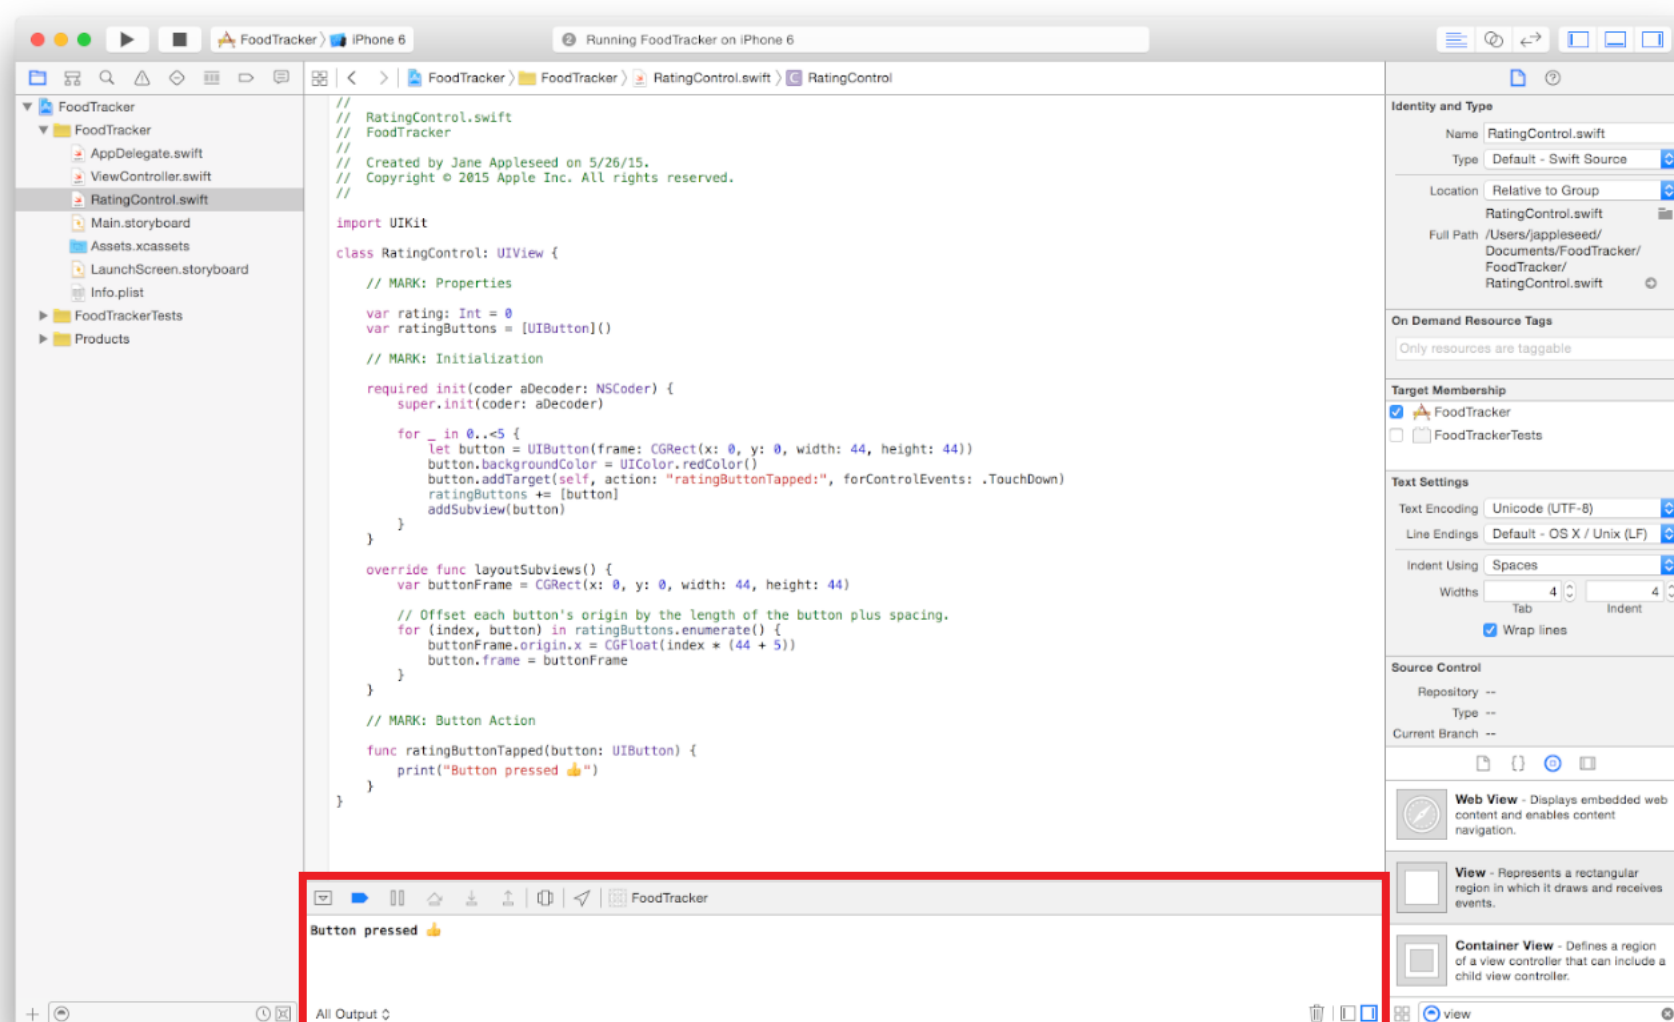 FoodTracker
iPhone 6
2 Running FoodTracker on iPhone 6
FoodTracker
FoodTracker
RatingControl.swift
C RatingControl
FoodTracker
FoodTracker
AppDelegate.swift
ViewController.swift
RatingControl.swift
Main.storyboard
Assets.xcassets
LaunchScreen.storyboard
Info.plist
FoodTrackerTests
Products
//
//  RatingControl.swift
//  FoodTracker
//
//  Created by Jane Appleseed on 5/26/15.
//  Copyright © 2015 Apple Inc. All rights reserved.
//
import UIKit
class RatingControl: UIView {
// MARK: Properties
var rating: Int = 0
var ratingButtons = [UIButton]()
// MARK: Initialization
required init(coder aDecoder: NSCoder) {
super.init(coder: aDecoder)
for _ in 0..<5 {
let button = UIButton(frame: CGRect(x: 0, y: 0, width: 44, height: 44))
button.backgroundColor = UIColor.redColor()
button.addTarget(self, action: "ratingButtonTapped:", forControlEvents: .TouchDown)
ratingButtons += [button]
addSubview(button)
}
}
override func layoutSubviews() {
var buttonFrame = CGRect(x: 0, y: 0, width: 44, height: 44)
// Offset each button's origin by the length of the button plus spacing.
for (index, button) in ratingButtons.enumerate() {
buttonFrame.origin.x = CGFloat(index * (44 + 5))
button.frame = buttonFrame
}
}
// MARK: Button Action
func ratingButtonTapped(button: UIButton) {
print("Button pressed 👍")
}
}
FoodTracker
Button pressed 👍
All Output
Identity and Type
Name RatingControl.swift
Type Default - Swift Source
Location Relative to Group
RatingControl.swift
Full Path /Users/jappleseed/
Documents/FoodTracker/
FoodTracker/
RatingControl.swift
On Demand Resource Tags
Only resources are taggable
Target Membership
FoodTracker
FoodTrackerTests
Text Settings
Text Encoding Unicode (UTF-8)
Line Endings Default - OS X / Unix (LF)
Indent Using Spaces
Widths 4 4
Tab Indent
Wrap lines
Source Control
Repository --
Type --
Current Branch --
{}
Web View - Displays embedded web
content and enables content
navigation.
View - Represents a rectangular
region in which it draws and receives
events.
Container View - Defines a region
of a view controller that can include a
child view controller.
view